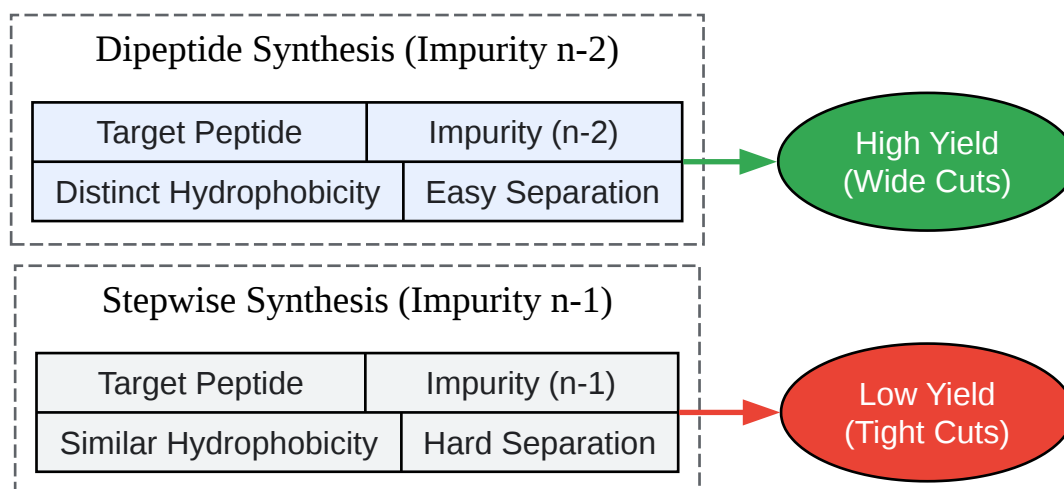 Dipeptide Synthesis (Impurity n-2)
Target Peptide
Impurity (n-2)
Distinct Hydrophobicity
Easy Separation
High Yield
(Wide Cuts)
Stepwise Synthesis (Impurity n-1)
Target Peptide
Impurity (n-1)
Similar Hydrophobicity
Hard Separation
Low Yield
(Tight Cuts)